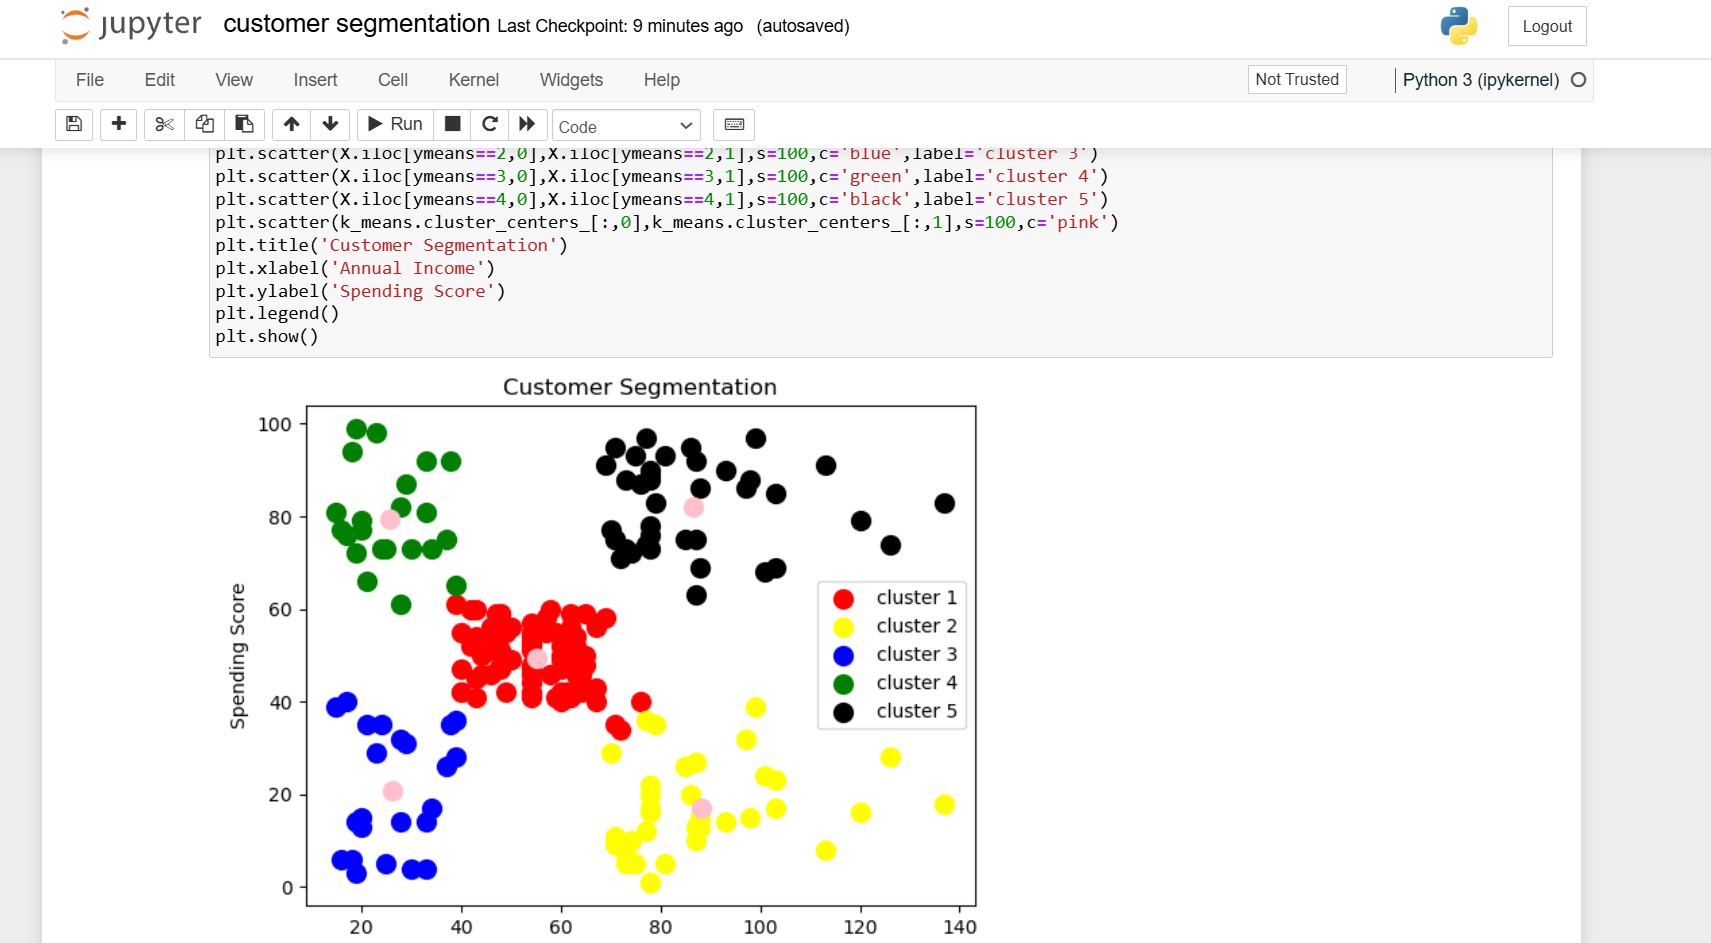 jupyter customer segmentation Last Checkpoint: 9 minutes ago (autosaved) Logout
File Edit View Insert Cell Kernel Widgets Help Not Trusted Python 3 (ipykernel)
Run Code
plt.scatter(X.iloc[ymeans==2,0],X.iloc[ymeans==2,1],s=100,c='blue',label='cluster 3')
plt.scatter(X.iloc[ymeans==3,0],X.iloc[ymeans==3,1],s=100,c='green',label='cluster 4')
plt.scatter(X.iloc[ymeans==4,0],X.iloc[ymeans==4,1],s=100,c='black',label='cluster 5')
plt.scatter(k_means.cluster_centers_[:,0],k_means.cluster_centers_[:,1],s=100,c='pink')
plt.title('Customer Segmentation')
plt.xlabel('Annual Income')
plt.ylabel('Spending Score')
plt.legend()
plt.show()
Customer Segmentation
100
80
60
40
20
0
Spending Score
cluster 1
cluster 2
cluster 3
cluster 4
cluster 5
20 40 60 80 100 120 140